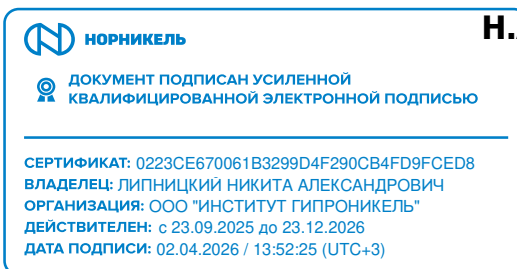 Н.
НОРНИКЕЛЬ
ДОКУМЕНТ ПОДПИСАН УСИЛЕННОЙ
КВАЛИФИЦИРОВАННОЙ ЭЛЕКТРОННОЙ ПОДПИСЬЮ
СЕРТИФИКАТ: 0223CE670061B3299D4F290CB4FD9FCED8
ВЛАДЕЛЕЦ: ЛИПНИЦКИЙ НИКИТА АЛЕКСАНДРОВИЧ
ОРГАНИЗАЦИЯ: ООО "ИНСТИТУТ ГИПРОНИКЕЛЬ"
ДЕЙСТВИТЕЛЕН: с 23.09.2025 до 23.12.2026
ДАТА ПОДПИСИ: 02.04.2026 / 13:52:25 (UTC+3)